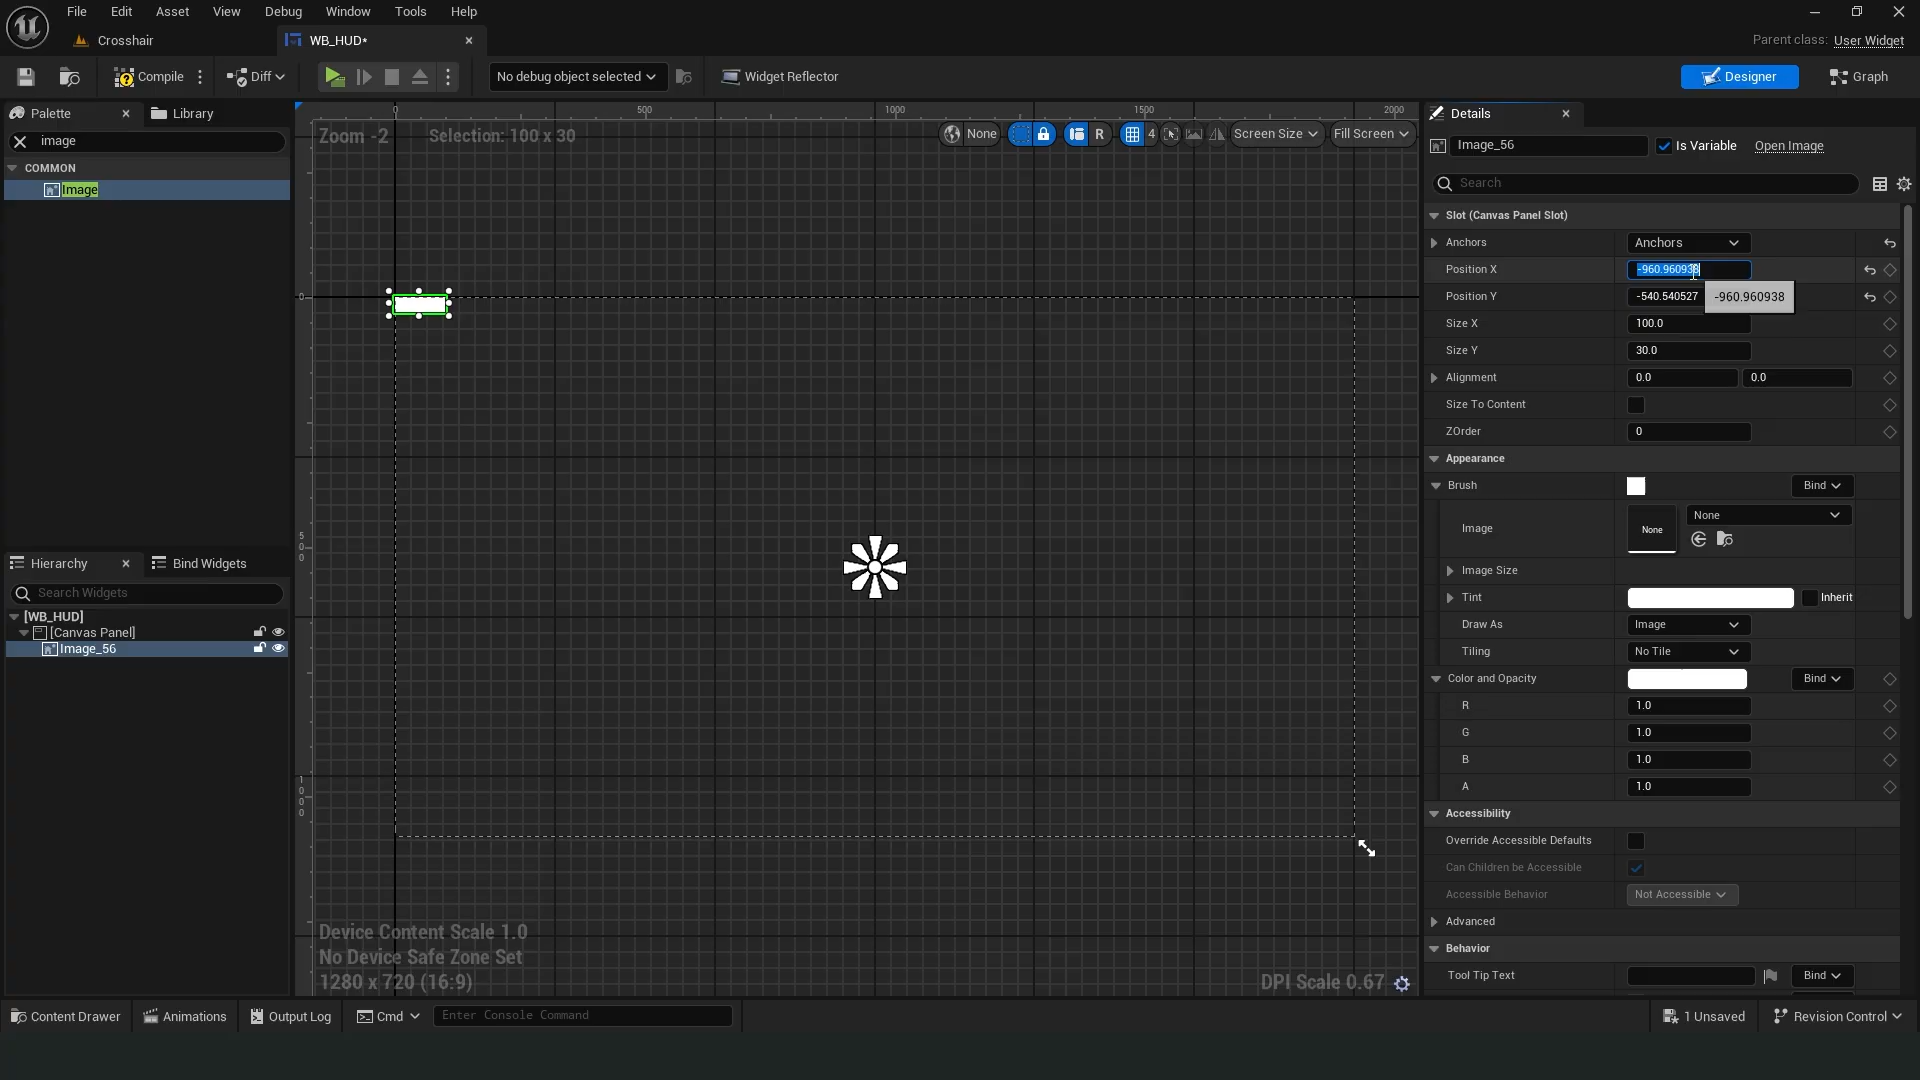 File Edit Asset View Debug Window Tools Help
Crosshair
WB_HUD*
Parent class: User Widget
Compile
Diff
No debug object selected
Widget Reflector
Designer
Graph
Palette
Library
image
COMMON
Image
Hierarchy
Bind Widgets
Search Widgets
[WB_HUD]
[Canvas Panel]
Image_56
0 500 1000 1500 2000
Zoom -2
Selection: 100 x 30
None
R
4
Screen Size
Fill Screen
0
500
1000
Device Content Scale 1.0
No Device Safe Zone Set
1280 x 720 (16:9)
DPI Scale 0.67
Details
Image_56
Is Variable
Open Image
Search
Slot (Canvas Panel Slot)
Anchors Anchors
Position X -960.960938
Position Y -540.540527
-960.960938
Size X 100.0
Size Y 30.0
Alignment 0.0 0.0
Size To Content
ZOrder 0
Appearance
Brush Bind
Image None None
Image Size
Tint Inherit
Draw As Image
Tiling No Tile
Color and Opacity Bind
R 1.0
G 1.0
B 1.0
A 1.0
Accessibility
Override Accessible Defaults
Can Children be Accessible
Accessible Behavior Not Accessible
Advanced
Behavior
Tool Tip Text Bind
Content Drawer
Animations
Output Log
Cmd
Enter Console Command
1 Unsaved
Revision Control